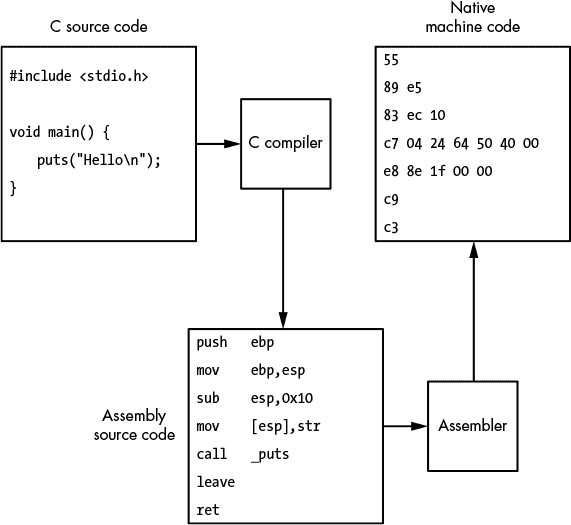 C source code
#include <stdio.h>
void main() {
puts("Hello\n");
}
C compiler
Assembly
source code
push ebp
mov ebp,esp
sub esp,0x10
mov [esp],str
call _puts
leave
ret
Assembler
Native
machine code
55
89 e5
83 ec 10
c7 04 24 64 50 40 00
e8 8e 1f 00 00
c9
c3